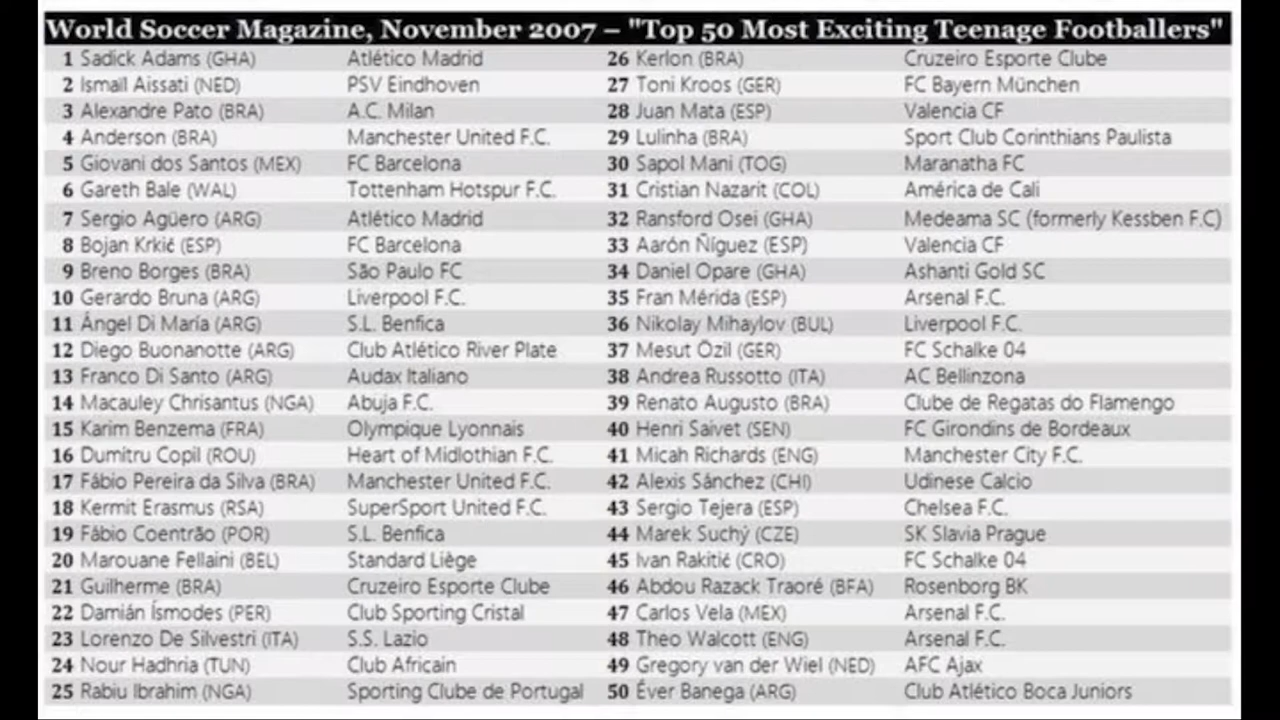 World Soccer Magazine, November 2007 – "Top 50 Most Exciting Teenage Footballers"
1 Sadick Adams (GHA) Atlético Madrid
2 Ismaïl Aissati (NED) PSV Eindhoven
3 Alexandre Pato (BRA) A.C. Milan
4 Anderson (BRA) Manchester United F.C.
5 Giovani dos Santos (MEX) FC Barcelona
6 Gareth Bale (WAL) Tottenham Hotspur F.C.
7 Sergio Agüero (ARG) Atlético Madrid
8 Bojan Krkić (ESP) FC Barcelona
9 Breno Borges (BRA) São Paulo FC
10 Gerardo Bruna (ARG) Liverpool F.C.
11 Ángel Di María (ARG) S.L. Benfica
12 Diego Buonanotte (ARG) Club Atlético River Plate
13 Franco Di Santo (ARG) Audax Italiano
14 Macauley Chrisantus (NGA) Abuja F.C.
15 Karim Benzema (FRA) Olympique Lyonnais
16 Dumitru Copil (ROU) Heart of Midlothian F.C.
17 Fábio Pereira da Silva (BRA) Manchester United F.C.
18 Kermit Erasmus (RSA) SuperSport United F.C.
19 Fábio Coentrão (POR) S.L. Benfica
20 Marouane Fellaini (BEL) Standard Liège
21 Guilherme (BRA) Cruzeiro Esporte Clube
22 Damián Ísmodes (PER) Club Sporting Cristal
23 Lorenzo De Silvestri (ITA) S.S. Lazio
24 Nour Hadhria (TUN) Club Africain
25 Rabiu Ibrahim (NGA) Sporting Clube de Portugal
26 Kerlon (BRA) Cruzeiro Esporte Clube
27 Toni Kroos (GER) FC Bayern München
28 Juan Mata (ESP) Valencia CF
29 Lulinha (BRA) Sport Club Corinthians Paulista
30 Sapol Mani (TOG) Maranatha FC
31 Cristian Nazarit (COL) América de Cali
32 Ransford Osei (GHA) Medeama SC (formerly Kessben F.C)
33 Aarón Ñíguez (ESP) Valencia CF
34 Daniel Opare (GHA) Ashanti Gold SC
35 Fran Mérida (ESP) Arsenal F.C.
36 Nikolay Mihaylov (BUL) Liverpool F.C.
37 Mesut Özil (GER) FC Schalke 04
38 Andrea Russotto (ITA) AC Bellinzona
39 Renato Augusto (BRA) Clube de Regatas do Flamengo
40 Henri Saivet (SEN) FC Girondins de Bordeaux
41 Micah Richards (ENG) Manchester City F.C.
42 Alexis Sánchez (CHI) Udinese Calcio
43 Sergio Tejera (ESP) Chelsea F.C.
44 Marek Suchý (CZE) SK Slavia Prague
45 Ivan Rakitić (CRO) FC Schalke 04
46 Abdou Razack Traoré (BFA) Rosenborg BK
47 Carlos Vela (MEX) Arsenal F.C.
48 Theo Walcott (ENG) Arsenal F.C.
49 Gregory van der Wiel (NED) AFC Ajax
50 Éver Banega (ARG) Club Atlético Boca Juniors